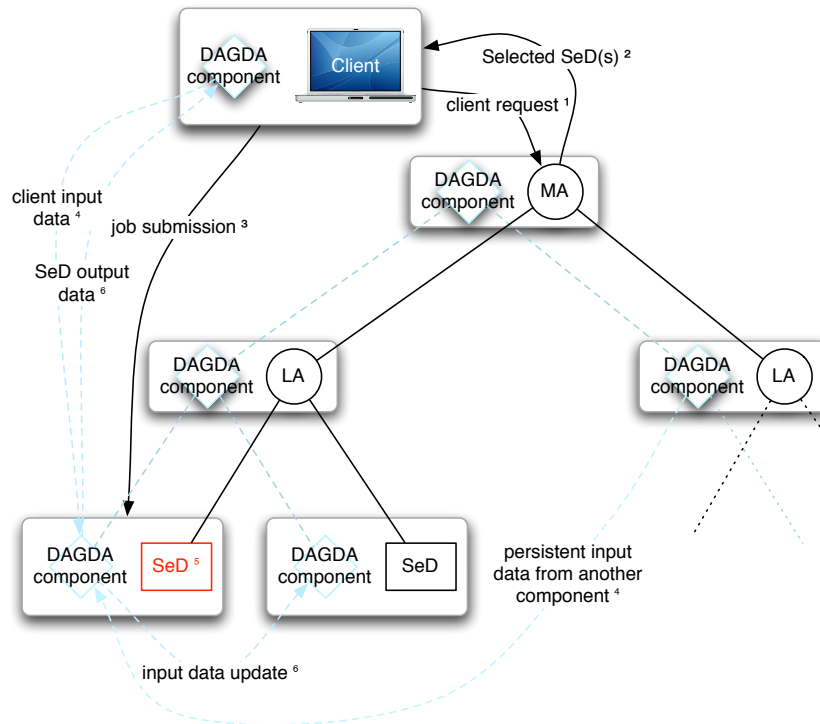 DAGDA
component
Client
Selected SeD(s) ²
client request ¹
DAGDA
component
MA
client input
data ⁴
job submission ³
SeD output
data ⁶
DAGDA
component
LA
DAGDA
component
LA
DAGDA
component
SeD ⁵
DAGDA
component
SeD
persistent input
data from another
component ⁴
input data update ⁶